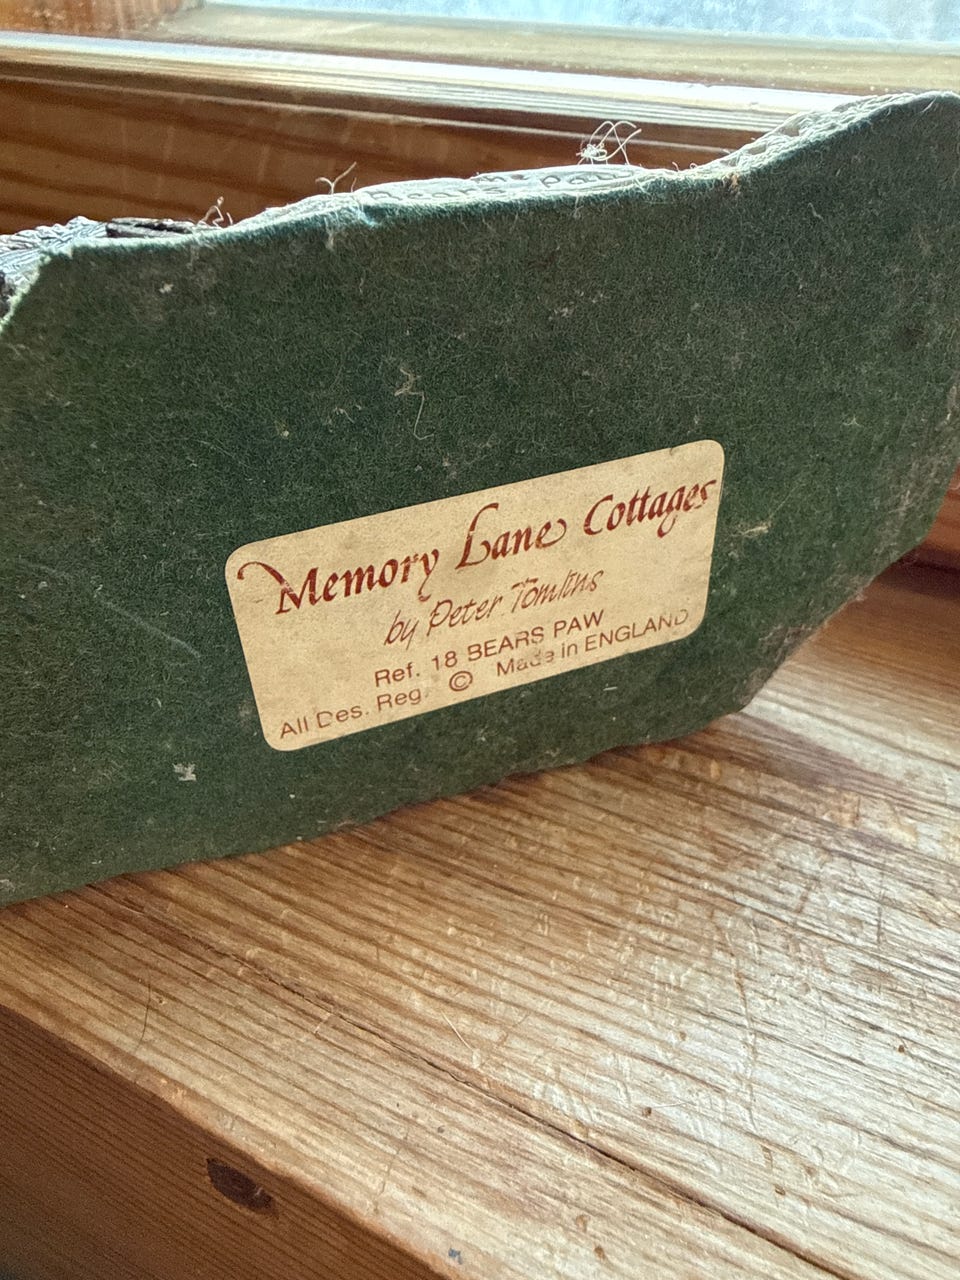 Memory Lane Cottages
by Peter Tomlins
Ref. 18 BEARS PAW
All Des. Reg. © Made in ENGLAND